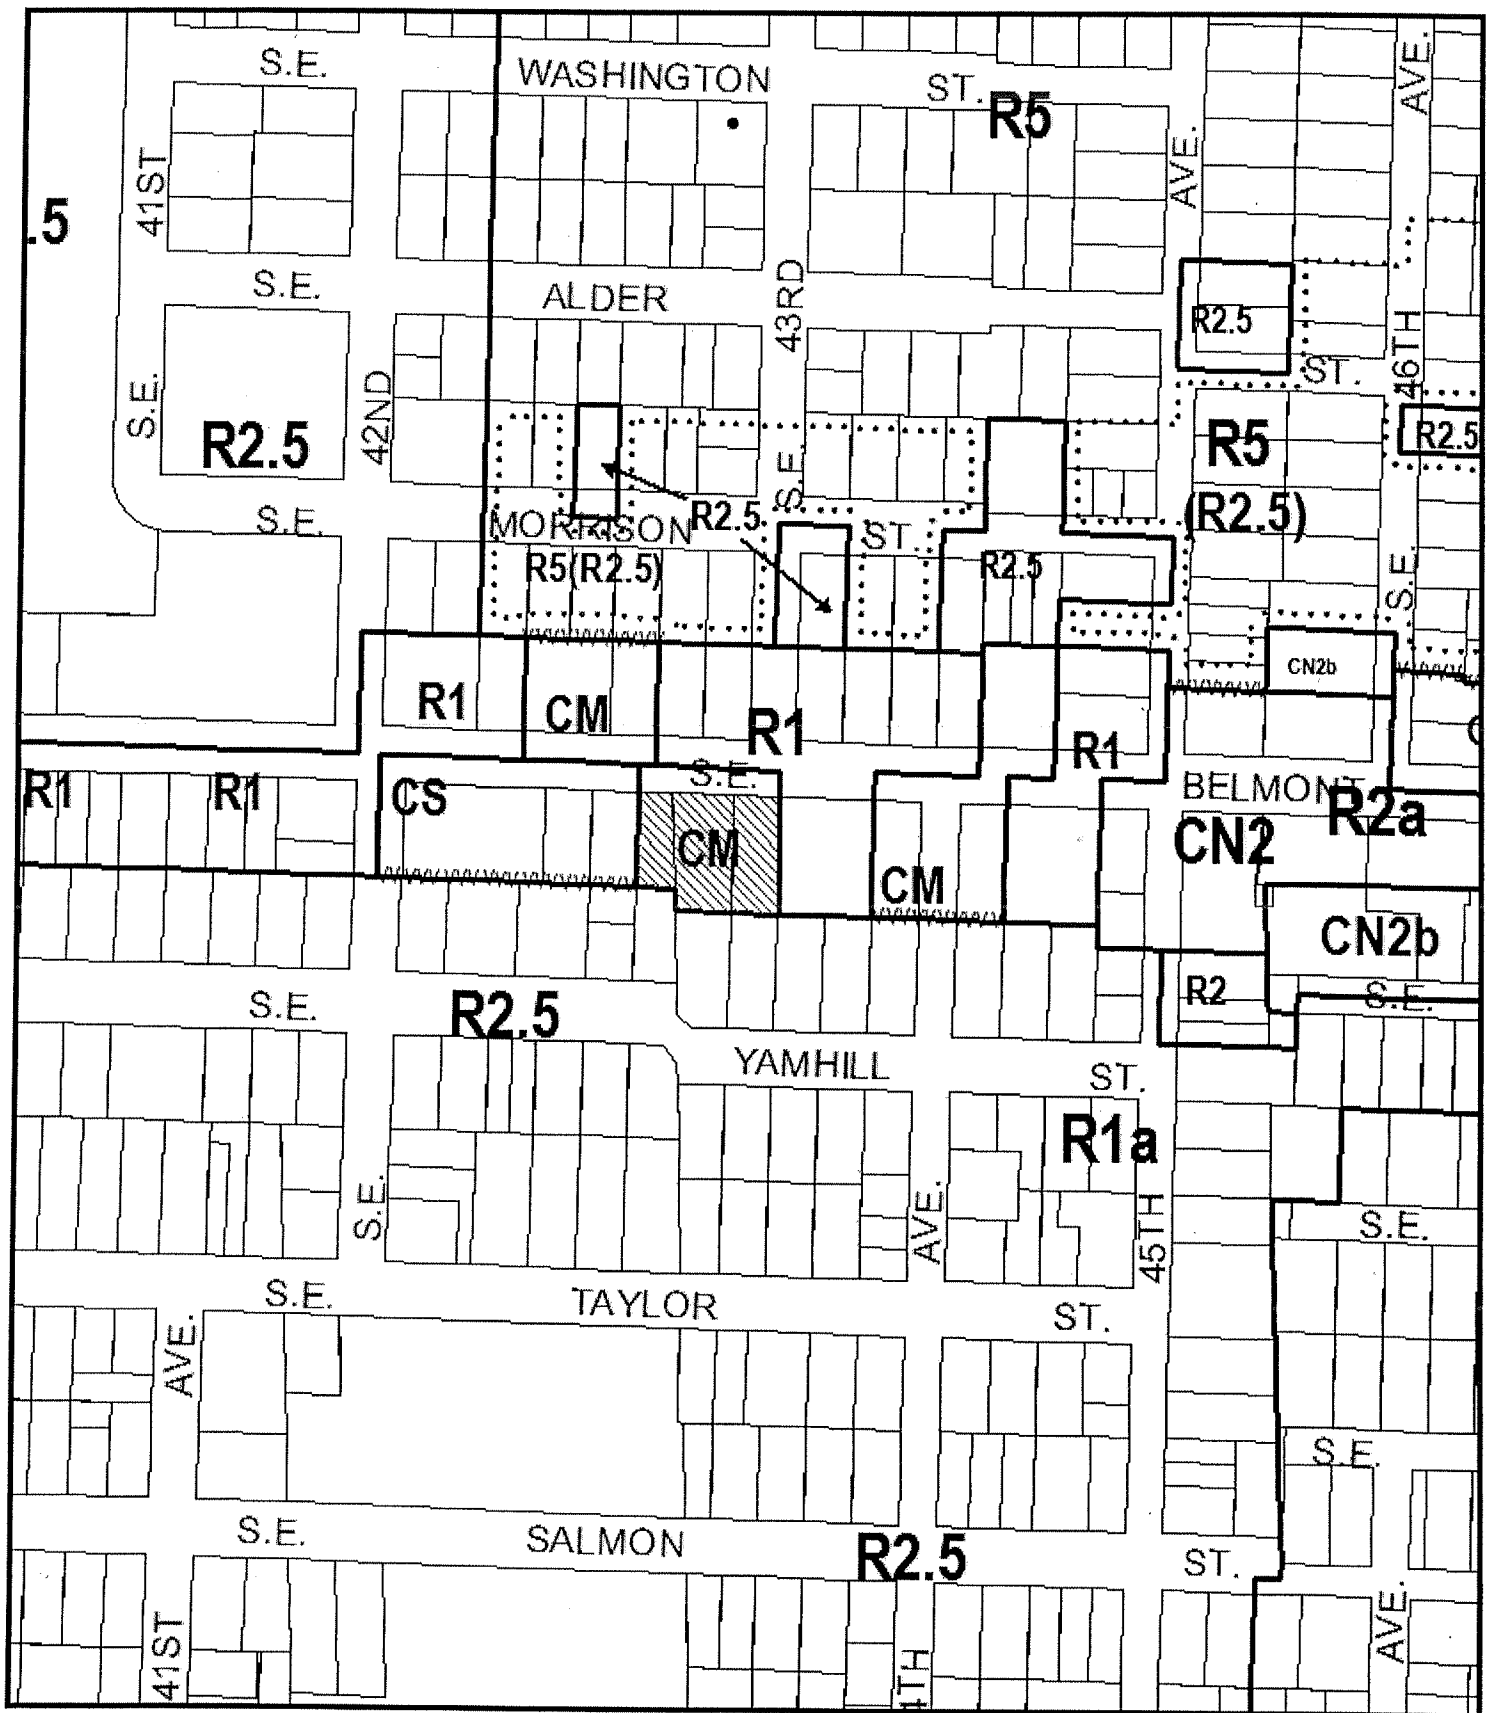 S.E.
WASHINGTON
ST.
R5
AVE.
41ST
AVE.
.5
S.E.
ALDER
43RD
R2.5
46TH
ST.
S.E.
42ND
R2.5
R5
R2.5
S.E.
S.E.
MORRISON
R2.5
ST.
(R2.5)
R5(R2.5)
R2.5
S.E.
R1
CM
R1
R1
CN2b
R1
R1
CS
S.E.
BELMONT
R2a
CM
CN2
CM
CN2b
S.E.
R2.5
R2
S.E.
YAMHILL
ST.
R1a
S.E.
AVE.
45TH
S.E.
S.E.
TAYLOR
ST.
AVE.
S.E.
S.E.
SALMON
R2.5
ST.
41ST
4TH
AVE.